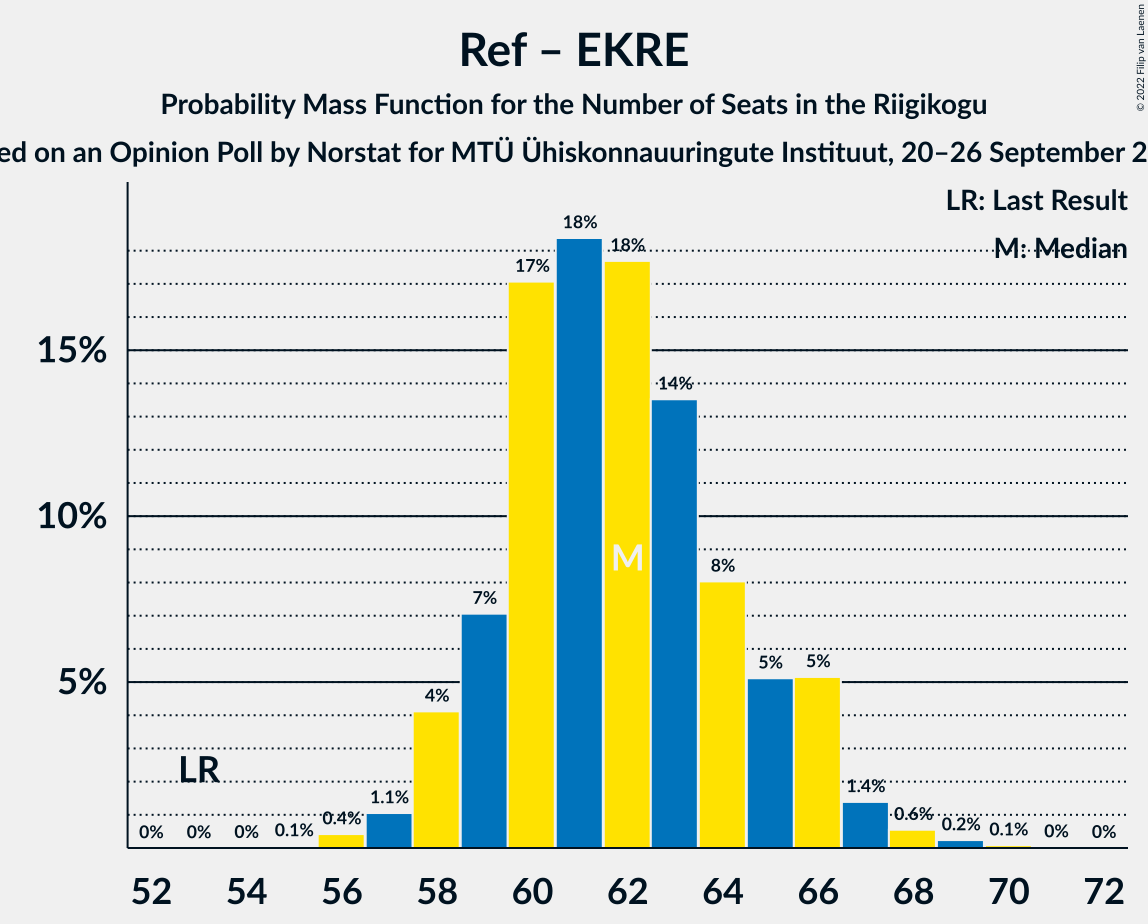 © 2022 Filip van Laenen
Ref – EKRE
Probability Mass Function for the Number of Seats in the Riigikogu
ed on an Opinion Poll by Norstat for MTÜ Ühiskonnauuringute Instituut, 20–26 September 2
LR: Last Result
M: Median
18%
18%
17%
15%
14%
10%
M
8%
7%
5%
5%
5%
4%
LR
1.4%
1.1%
0.4%
0.6%
0% 0% 0% 0.1% 0.2% 0.1% 0% 0%
52 54 56 58 60 62 64 66 68 70 72